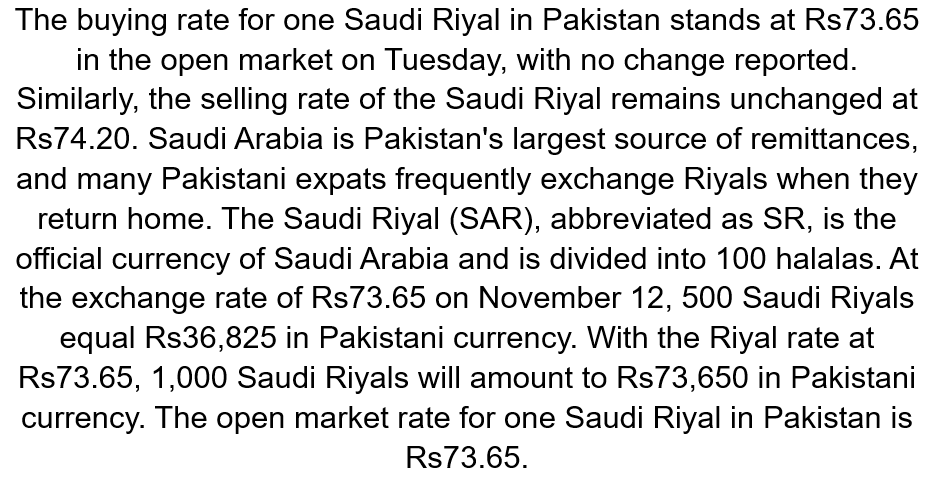 The buying rate for one Saudi Riyal in Pakistan stands at Rs73.65
in the open market on Tuesday, with no change reported.
Similarly, the selling rate of the Saudi Riyal remains unchanged at
Rs74.20. Saudi Arabia is Pakistan's largest source of remittances,
and many Pakistani expats frequently exchange Riyals when they
return home. The Saudi Riyal (SAR), abbreviated as SR, is the
official currency of Saudi Arabia and is divided into 100 halalas. At
the exchange rate of Rs73.65 on November 12, 500 Saudi Riyals
equal Rs36,825 in Pakistani currency. With the Riyal rate at
Rs73.65, 1,000 Saudi Riyals will amount to Rs73,650 in Pakistani
currency. The open market rate for one Saudi Riyal in Pakistan is
Rs73.65.